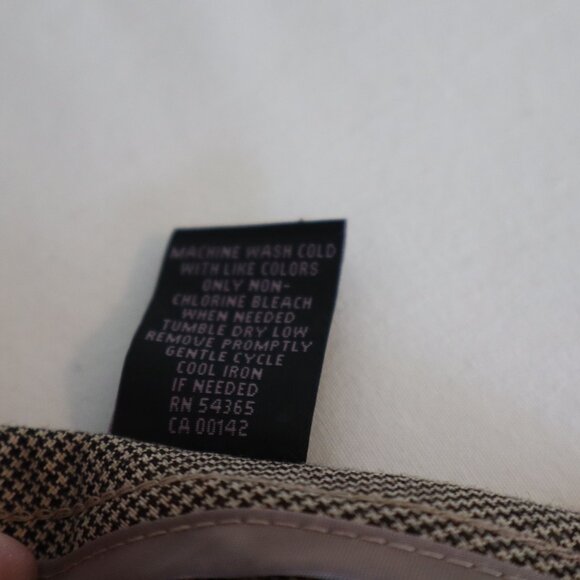 MACHINE WASH COLD
WITH LIKE COLORS
ONLY NON-
CHLORINE BLEACH
WHEN NEEDED
TUMBLE DRY LOW
REMOVE PROMPTLY
GENTLE CYCLE
COOL IRON
IF NEEDED
RN 54365
CA 00142